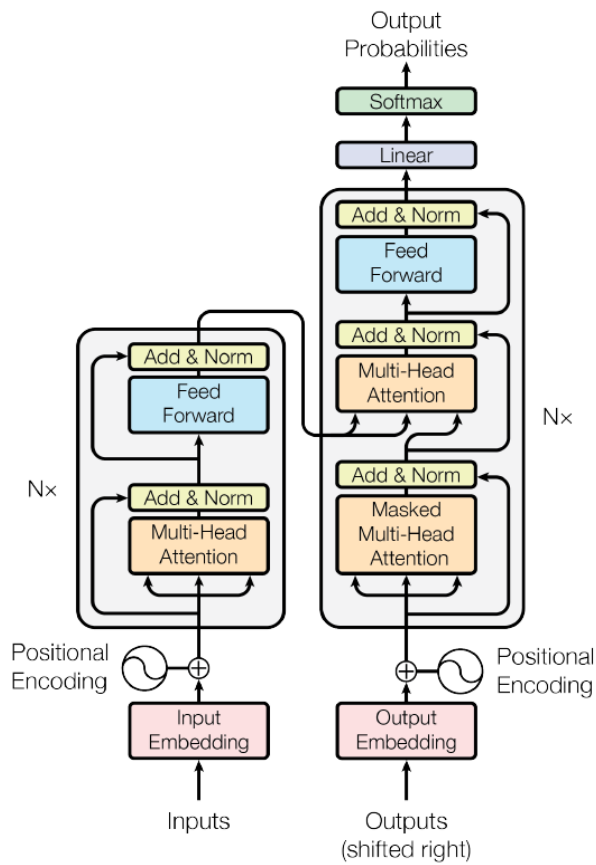 Output
Probabilities
Softmax
Linear
Add & Norm
Feed
Forward
Add & Norm
Multi-Head
Attention
Add & Norm
Masked
Multi-Head
Attention
N×
Add & Norm
Feed
Forward
Add & Norm
Multi-Head
Attention
N×
Positional
Encoding
Positional
Encoding
Input
Embedding
Output
Embedding
Inputs
Outputs
(shifted right)